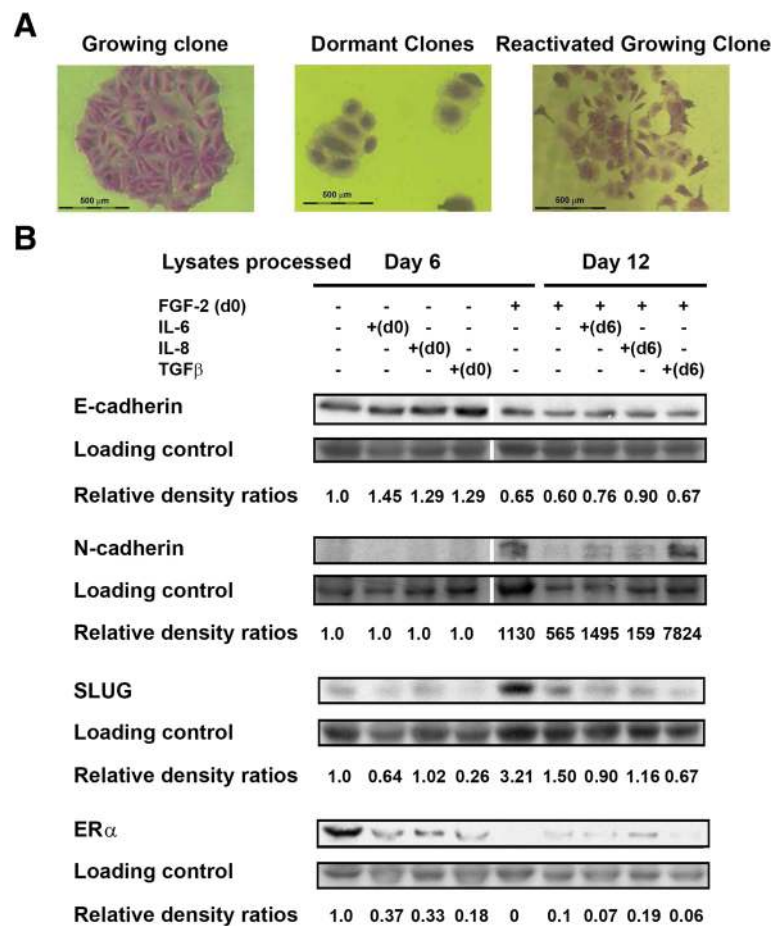 A
Growing clone Dormant Clones Reactivated Growing Clone
500 μm 500 μm 500 μm
B
Lysates processed Day 6 Day 12
FGF-2 (d0) - - - - + + + + +
IL-6 - +(d0) - - - - +(d6) - -
IL-8 - - +(d0) - - - - +(d6) -
TGFβ - - - +(d0) - - - - +(d6)
E-cadherin
Loading control
Relative density ratios 1.0 1.45 1.29 1.29 0.65 0.60 0.76 0.90 0.67
N-cadherin
Loading control
Relative density ratios 1.0 1.0 1.0 1.0 1130 565 1495 159 7824
SLUG
Loading control
Relative density ratios 1.0 0.64 1.02 0.26 3.21 1.50 0.90 1.16 0.67
ERα
Loading control
Relative density ratios 1.0 0.37 0.33 0.18 0 0.1 0.07 0.19 0.06